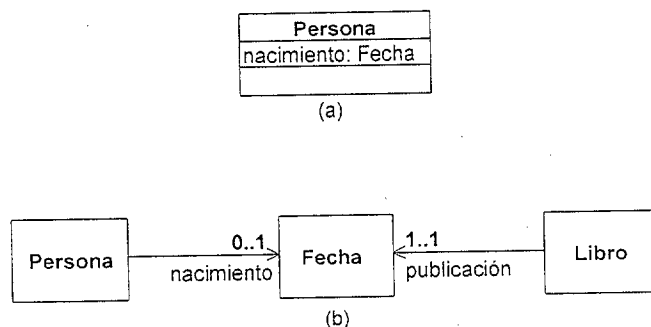 Persona
nacimiento: Fecha
(a)
Persona
0..1
nacimiento
Fecha
1..1
publicación
Libro
(b)